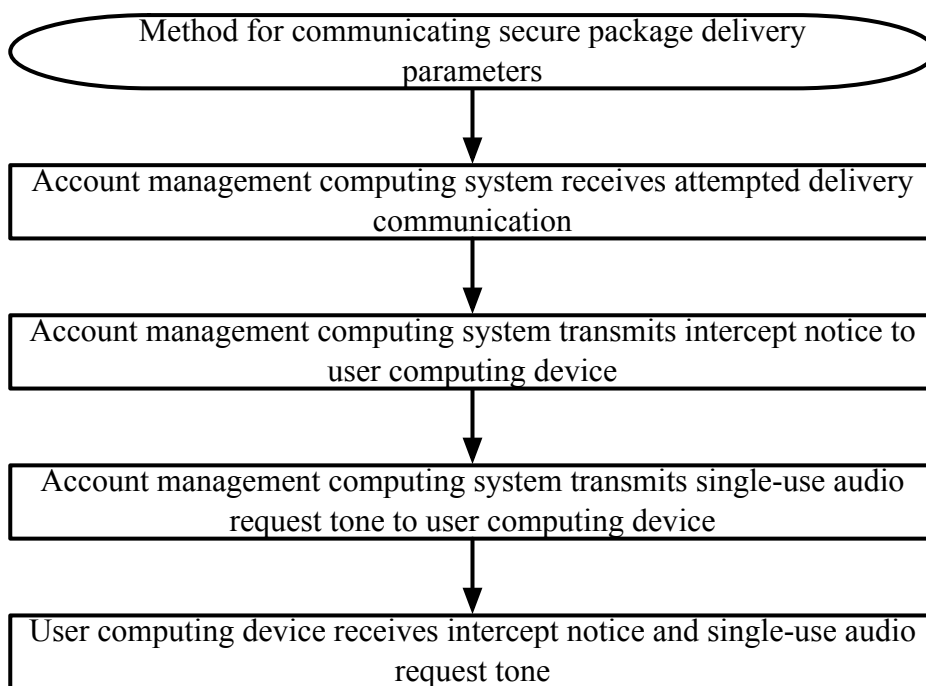 Method for communicating secure package delivery
parameters
Account management computing system receives attempted delivery
communication
Account management computing system transmits intercept notice to
user computing device
Account management computing system transmits single-use audio
request tone to user computing device
User computing device receives intercept notice and single-use audio
request tone